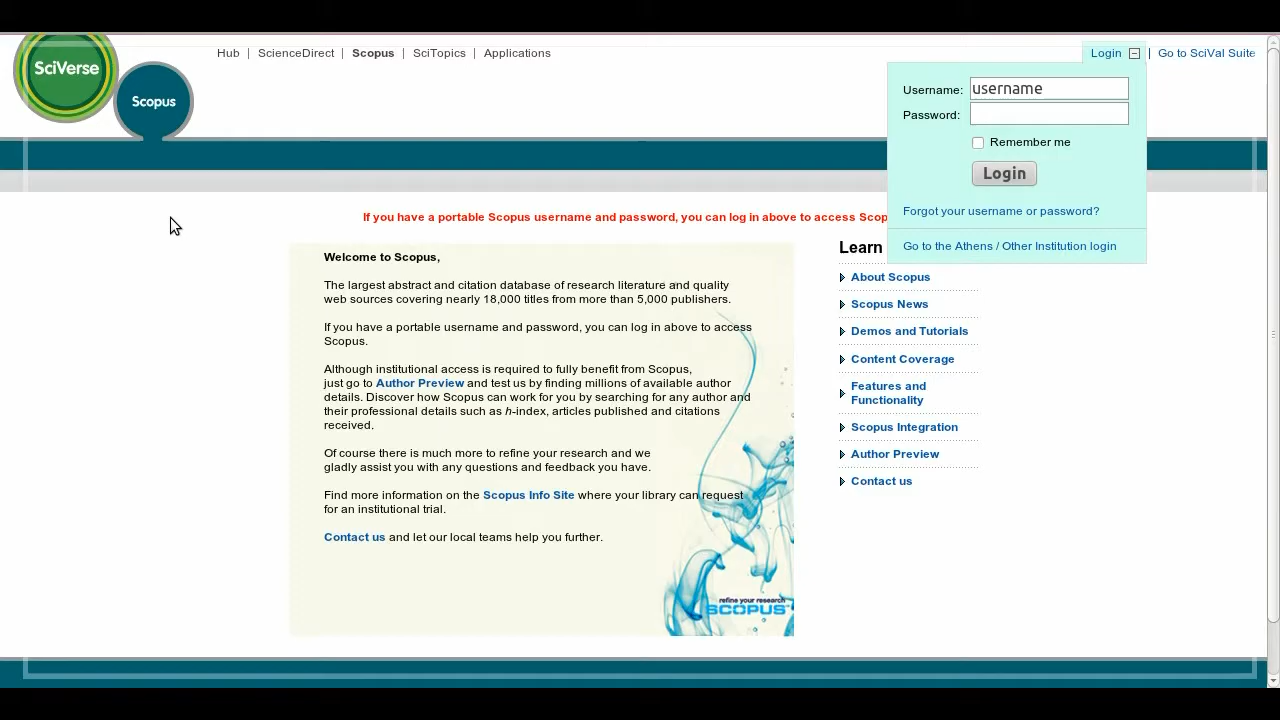 SciVerse
Scopus
Hub | ScienceDirect | Scopus | SciTopics | Applications
Login | Go to SciVal Suite
Username: username
Password:
Remember me
Login
Forgot your username or password?
Go to the Athens / Other Institution login
If you have a portable Scopus username and password, you can log in above to access Scop
Welcome to Scopus,
The largest abstract and citation database of research literature and quality
web sources covering nearly 18,000 titles from more than 5,000 publishers.
If you have a portable username and password, you can log in above to access
Scopus.
Although institutional access is required to fully benefit from Scopus,
just go to Author Preview and test us by finding millions of available author
details. Discover how Scopus can work for you by searching for any author and
their professional details such as h-index, articles published and citations
received.
Of course there is much more to refine your research and we
gladly assist you with any questions and feedback you have.
Find more information on the Scopus Info Site where your library can request
for an institutional trial.
Contact us and let our local teams help you further.
refine your research
SCOPUS™
Learn
About Scopus
Scopus News
Demos and Tutorials
Content Coverage
Features and
Functionality
Scopus Integration
Author Preview
Contact us